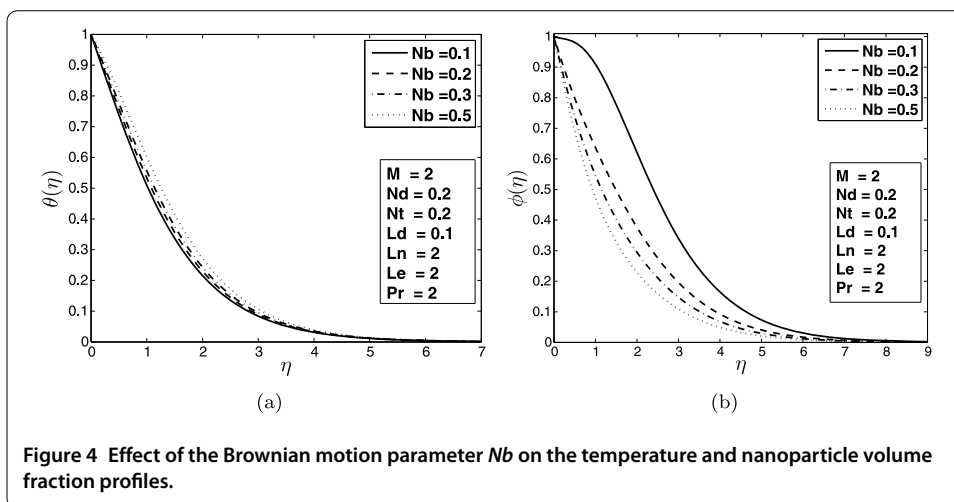 1
0.9
0.8
0.7
0.6
0.5
0.4
0.3
0.2
0.1
0
θ(η)
0 1 2 3 4 5 6 7
η
Nb =0.1
Nb =0.2
Nb =0.3
Nb =0.5
M = 2
Nd = 0.2
Nt = 0.2
Ld = 0.1
Ln = 2
Le = 2
Pr = 2
(a)
1
0.9
0.8
0.7
0.6
0.5
0.4
0.3
0.2
0.1
0
ϕ(η)
0 1 2 3 4 5 6 7 8 9
η
Nb =0.1
Nb =0.2
Nb =0.3
Nb =0.5
M = 2
Nd = 0.2
Nt = 0.2
Ld = 0.1
Ln = 2
Le = 2
Pr = 2
(b)
Figure 4 Effect of the Brownian motion parameter Nb on the temperature and nanoparticle volume
fraction profiles.